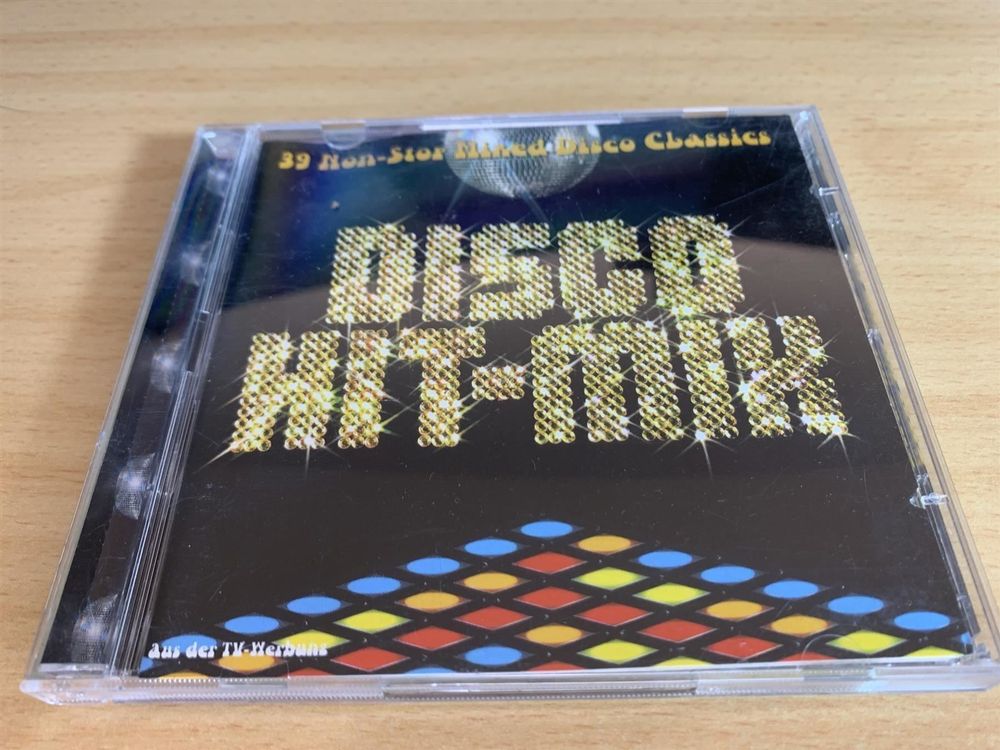 39 Non-Stop Mixed Disco Classics
DISCO
HIT-MIX
Aus der TV-Werbung